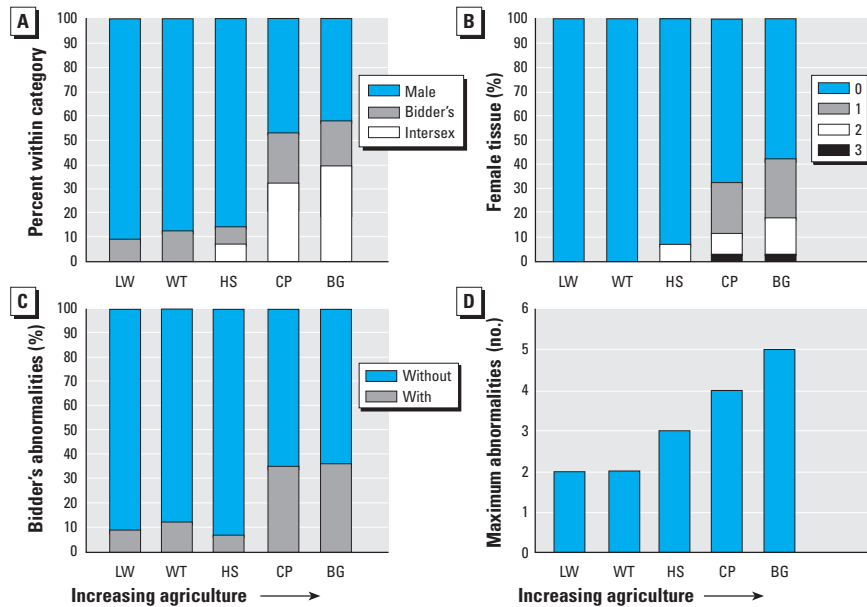 A
Percent within category
100
90
80
70
60
50
40
30
20
10
0
LW WT HS CP BG
Male
Bidder's
Intersex
B
Female tissue (%)
100
90
80
70
60
50
40
30
20
10
0
LW WT HS CP BG
0
1
2
3
C
Bidder's abnormalities (%)
100
90
80
70
60
50
40
30
20
10
0
LW WT HS CP BG
Increasing agriculture
Without
With
D
Maximum abnormalities (no.)
6
5
4
3
2
1
0
LW WT HS CP BG
Increasing agriculture